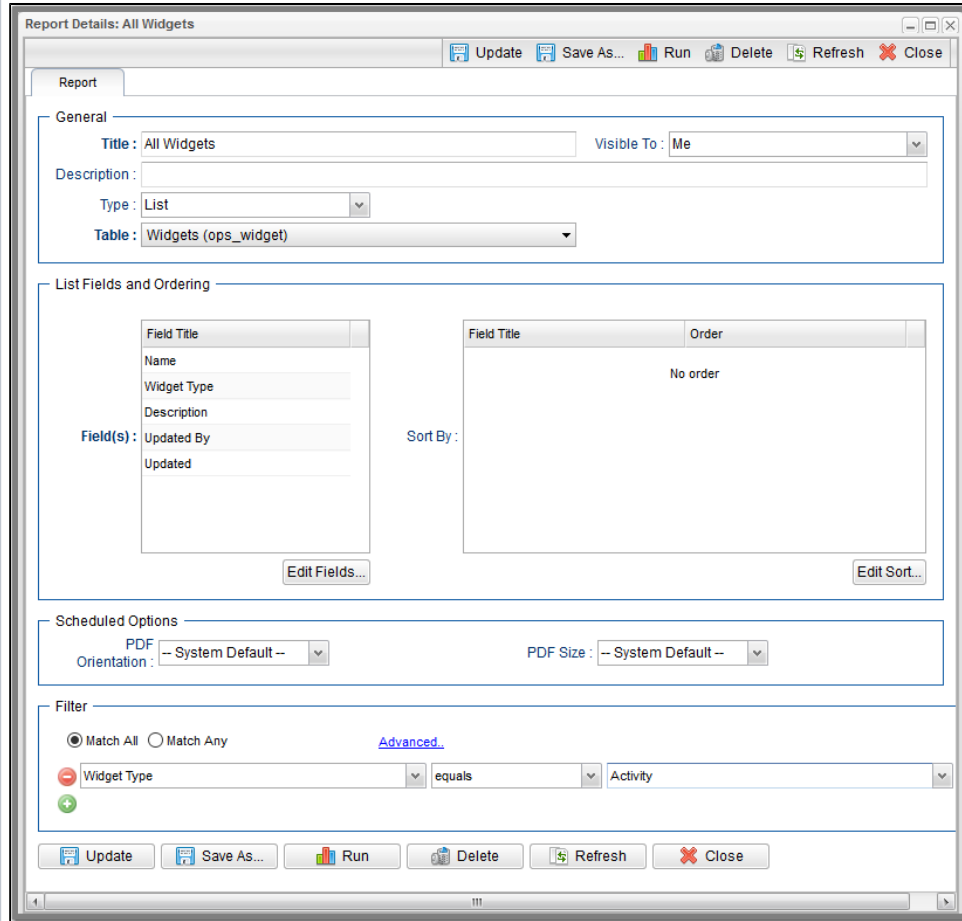 Report Details: All Widgets
Update Save As... Run Delete Refresh Close
Report
General
Title : All Widgets Visible To : Me
Description :
Type : List
Table : Widgets (ops_widget)
List Fields and Ordering
Field Title Field Title Order
Name
No order
Widget Type
Description
Field(s) : Updated By Sort By :
Updated
Edit Fields... Edit Sort...
Scheduled Options
PDF Orientation : -- System Default -- PDF Size : -- System Default --
Filter
Match All Match Any Advanced..
Widget Type equals Activity
Update Save As... Run Delete Refresh Close